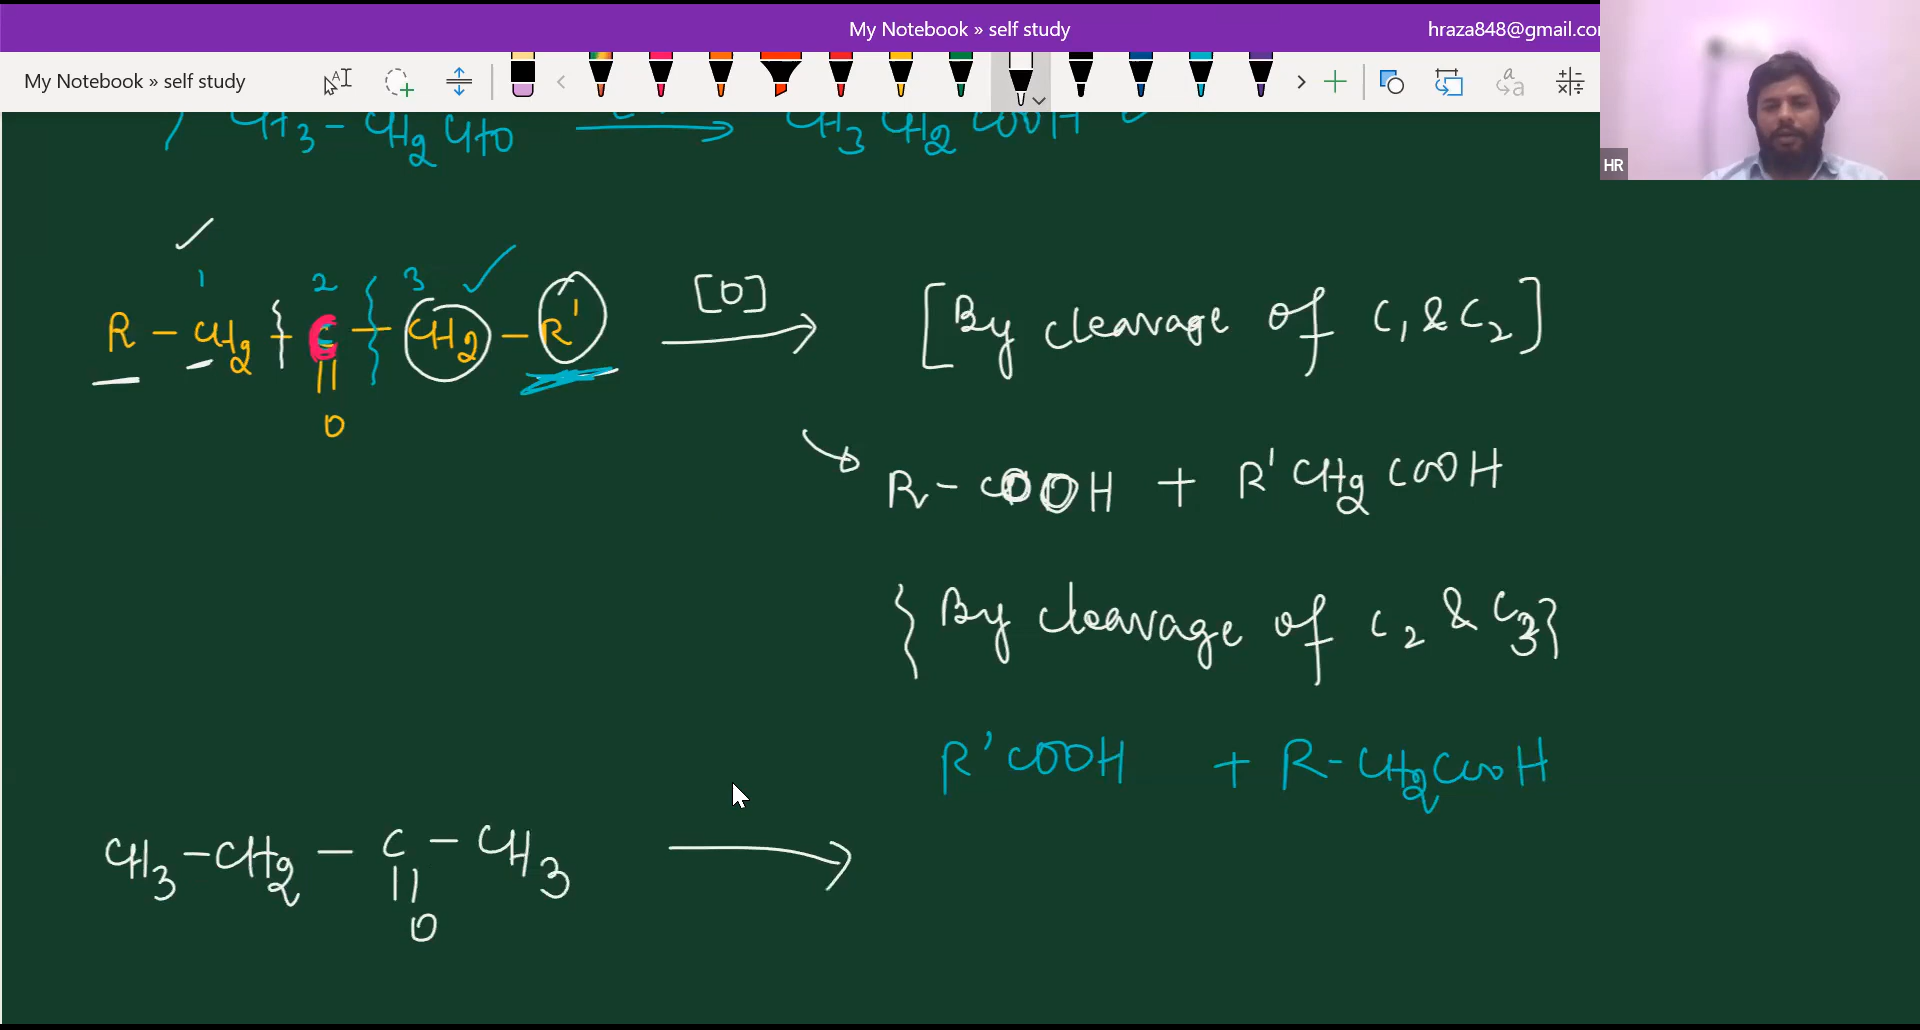 My Notebook » self study
hraza848@gmail.co
My Notebook » self study
HR
CH3 – CH2 CHO → CH3 CH2 COOH
1 2 3
R – CH2 – C – CH2 – R' [O] → [By cleavage of C1 & C2]
O
R – COOH + R' CH2 COOH
{By cleavage of C2 & C3}
R' COOH + R – CH2 COOH
CH3 – CH2 – C – CH3 →
O